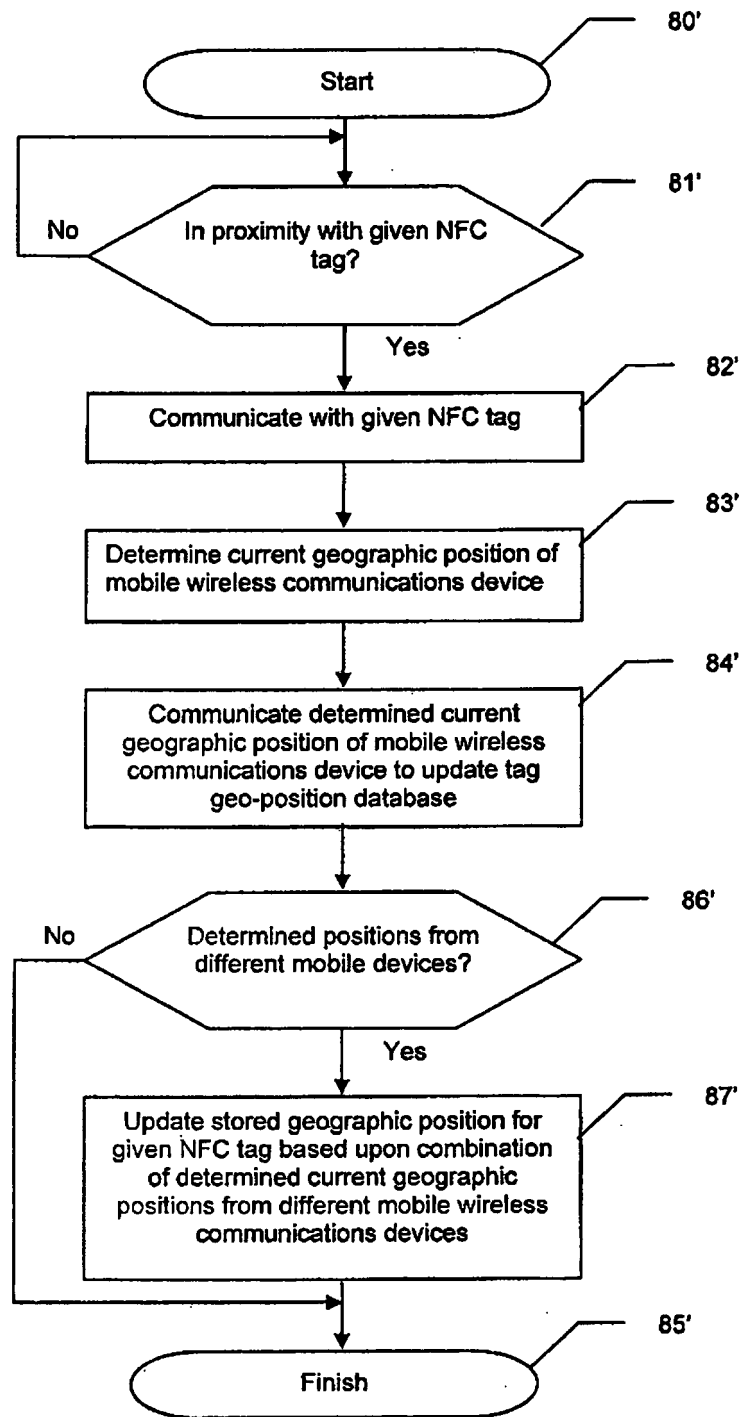 80'
Start
81'
No
In proximity with given NFC
tag?
Yes
82'
Communicate with given NFC tag
83'
Determine current geographic position of
mobile wireless communications device
84'
Communicate determined current
geographic position of mobile wireless
communications device to update tag
geo-position database
86'
No
Determined positions from
different mobile devices?
Yes
87'
Update stored geographic position for
given NFC tag based upon combination
of determined current geographic
positions from different mobile wireless
communications devices
85'
Finish